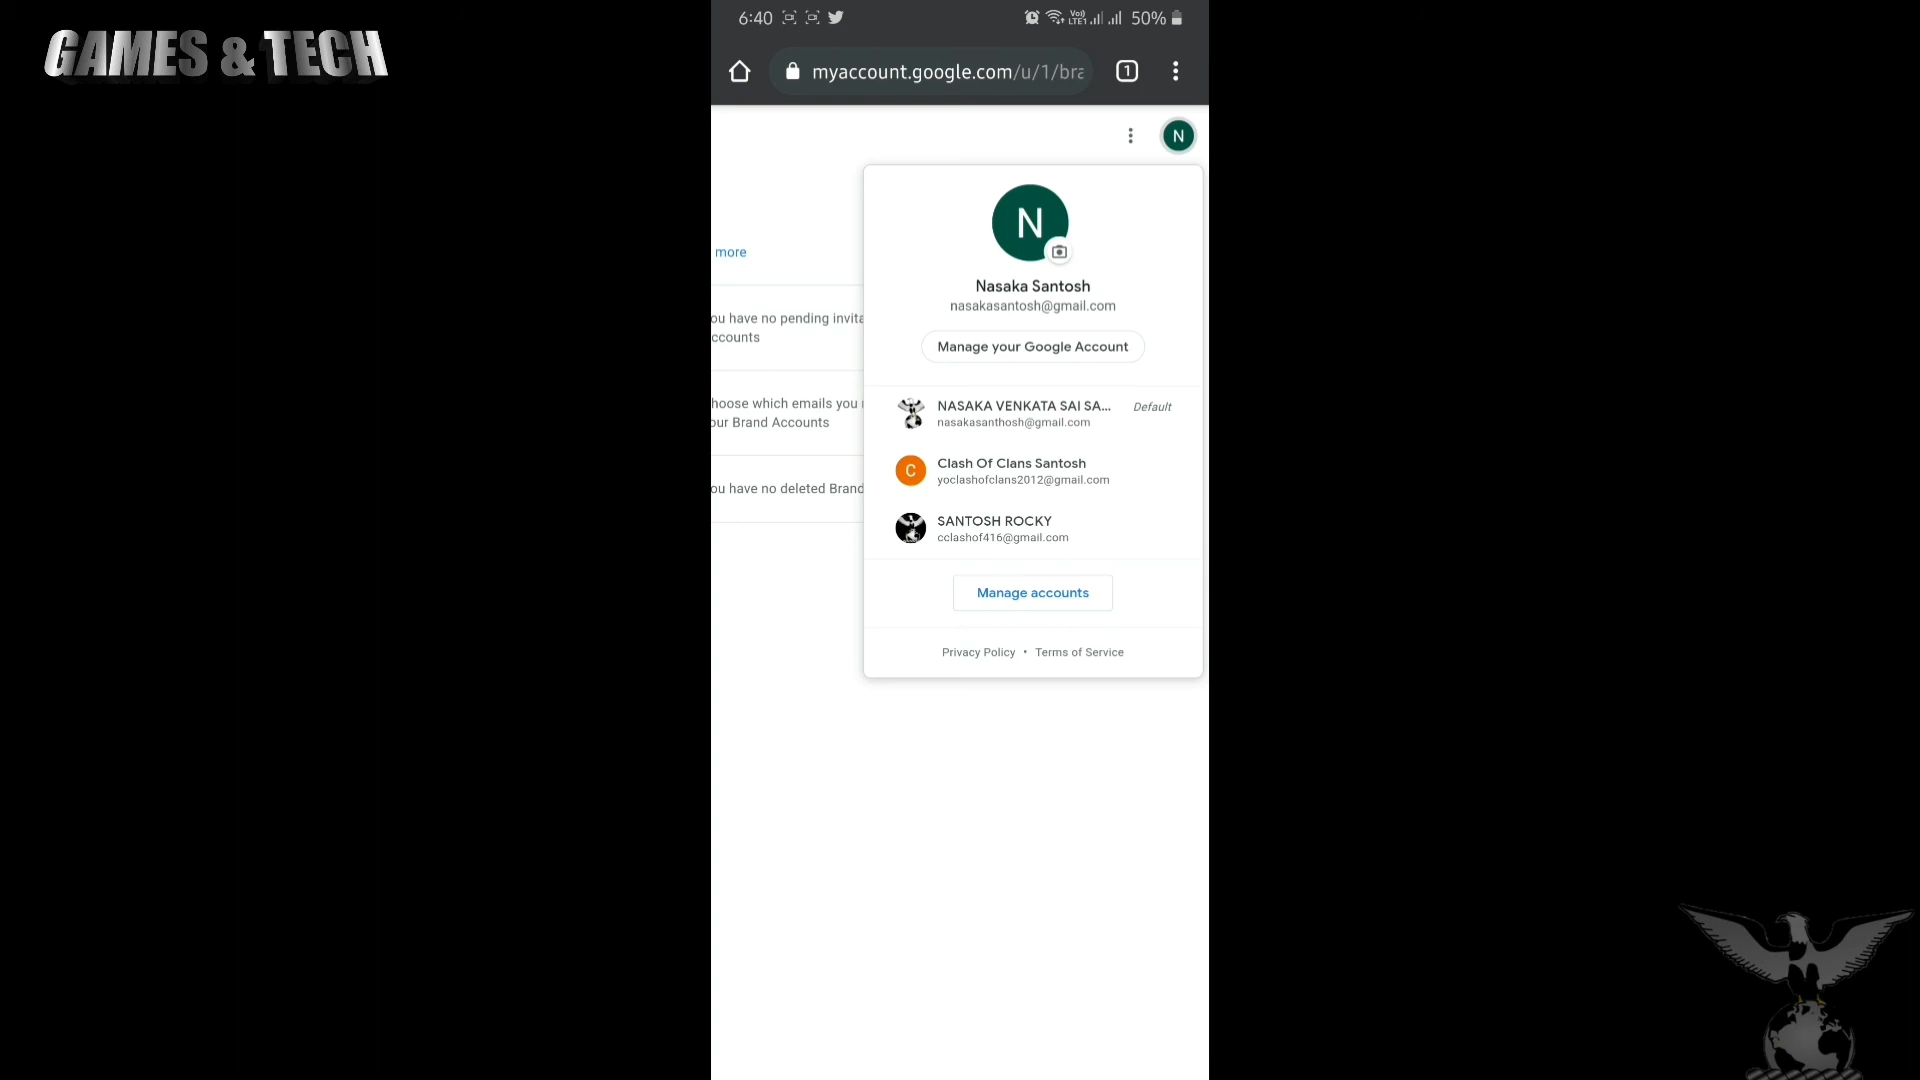 GAMES & TECH
6:40
Vo)) LTE1
50%
myaccount.google.com/u/1/bra
1
N
N
more
Nasaka Santosh
nasakasantosh@gmail.com
ou have no pending invita
ccounts
Manage your Google Account
hoose which emails you
our Brand Accounts
NASAKA VENKATA SAI SA... Default
nasakasanthosh@gmail.com
C
Clash Of Clans Santosh
yoclashofclans2012@gmail.com
ou have no deleted Brand
SANTOSH ROCKY
cclashof416@gmail.com
Manage accounts
Privacy Policy • Terms of Service